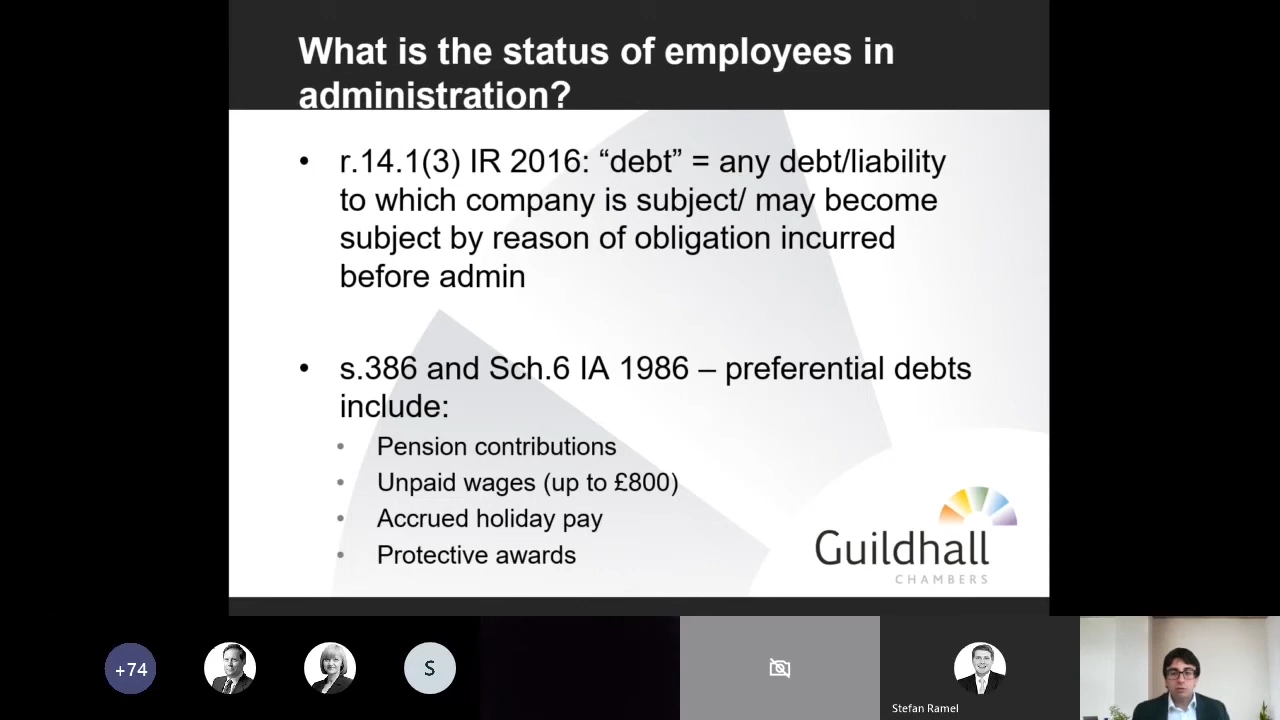 What is the status of employees in
administration?
• r.14.1(3) IR 2016: “debt” = any debt/liability
to which company is subject/ may become
subject by reason of obligation incurred
before admin
• s.386 and Sch.6 IA 1986 – preferential debts
include:
• Pension contributions
• Unpaid wages (up to £800)
• Accrued holiday pay
• Protective awards
Guildhall
CHAMBERS
+74
S
Stefan Ramel